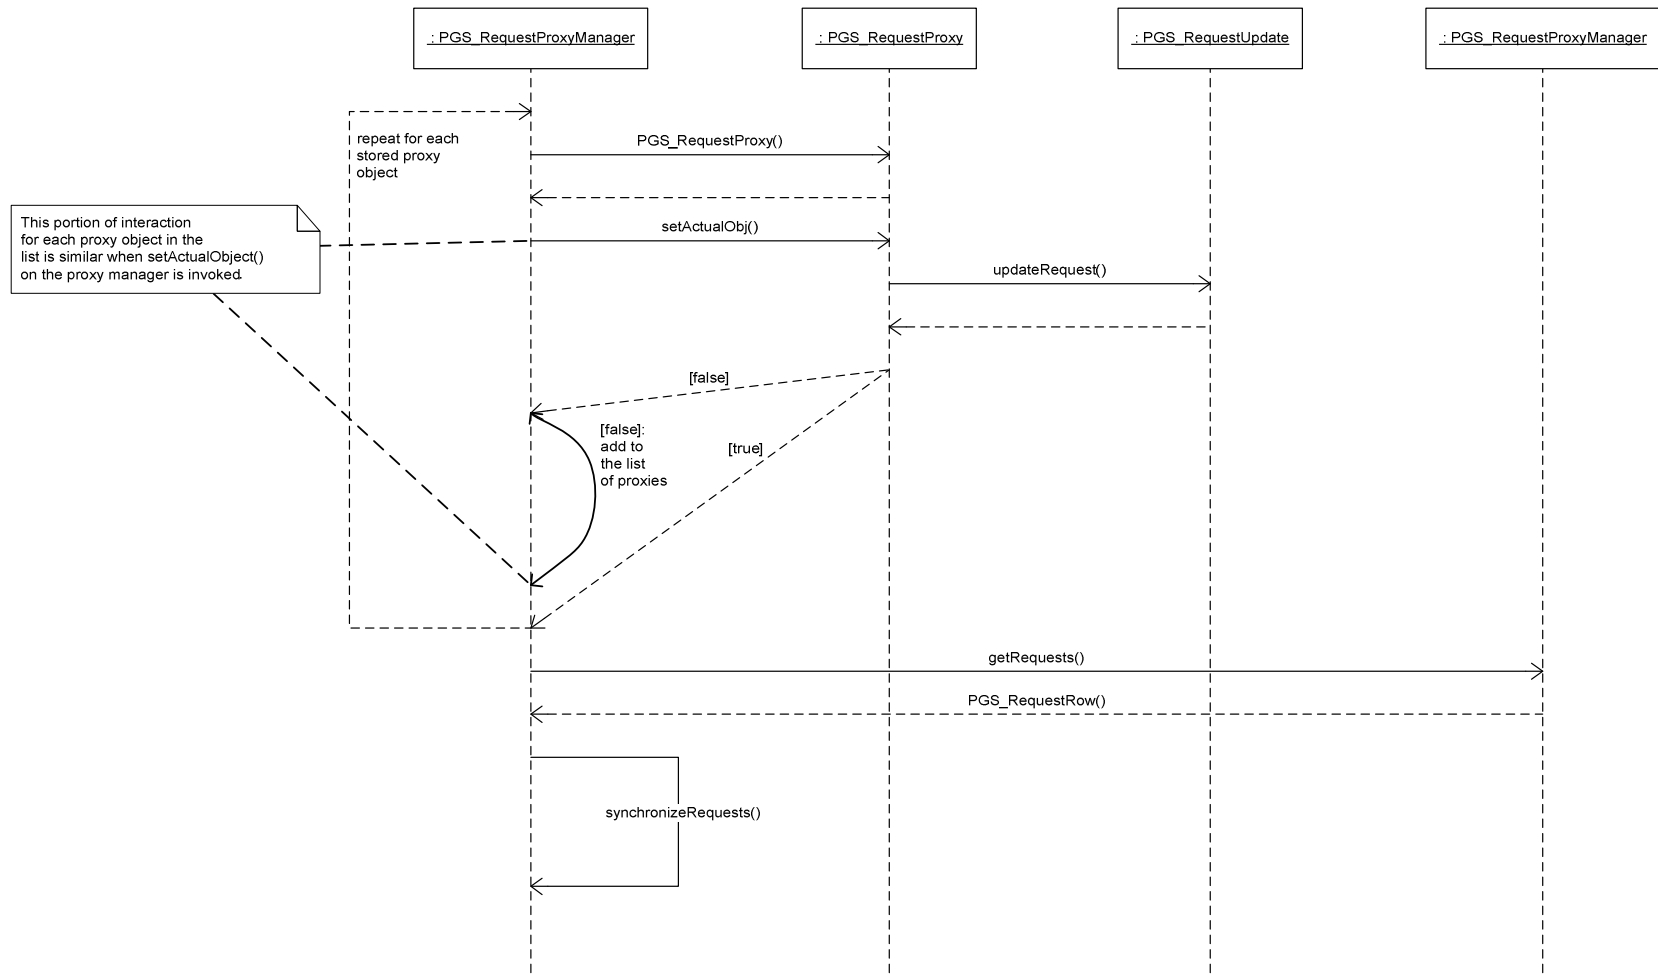 : PGS_RequestProxyManager
: PGS_RequestProxy
: PGS_RequestUpdate
: PGS_RequestProxyManager
repeat for each
stored proxy
object
PGS_RequestProxy()
This portion of interaction
for each proxy object in the
list is similar when setActualObject()
on the proxy manager is invoked.
setActualObj()
updateRequest()
[false]
[false]:
add to
the list
of proxies
[true]
getRequests()
PGS_RequestRow()
synchronizeRequests()